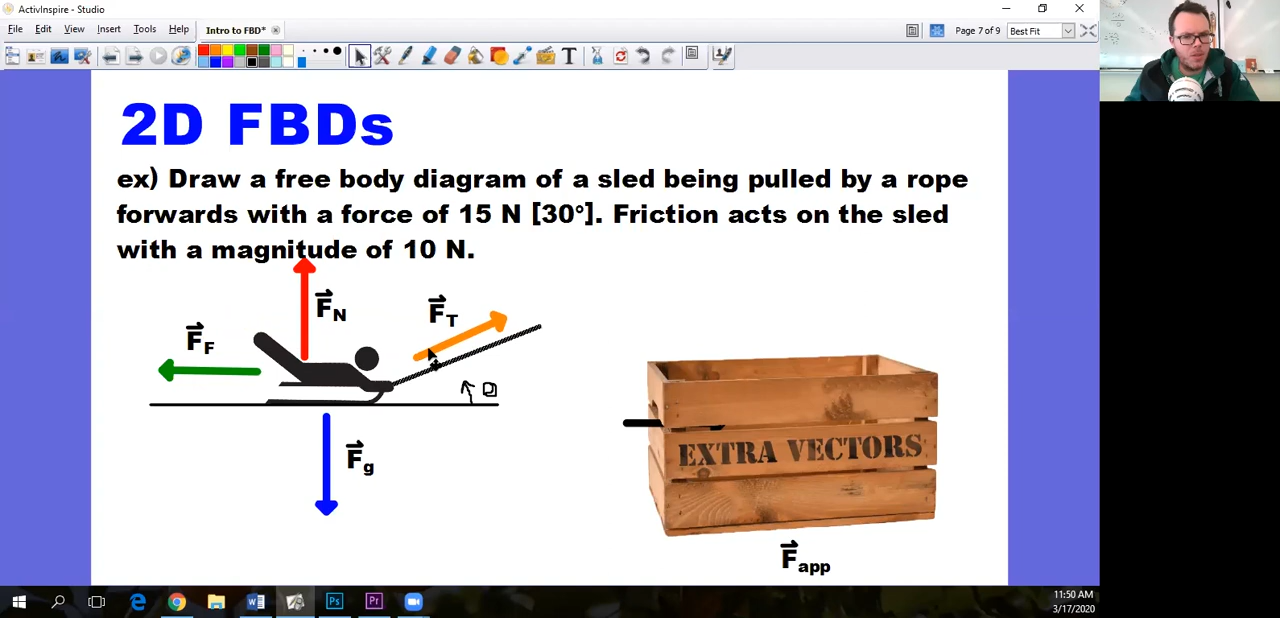 ActivInspire - Studio
File Edit View Insert Tools Help
Intro to FBD*
Page 7 of 9
Best Fit
2D FBDs
ex) Draw a free body diagram of a sled being pulled by a rope
forwards with a force of 15 N [30°]. Friction acts on the sled
with a magnitude of 10 N.
F⃗N
F⃗T
F⃗F
F⃗g
EXTRA VECTORS
F⃗app
11:50 AM
3/17/2020